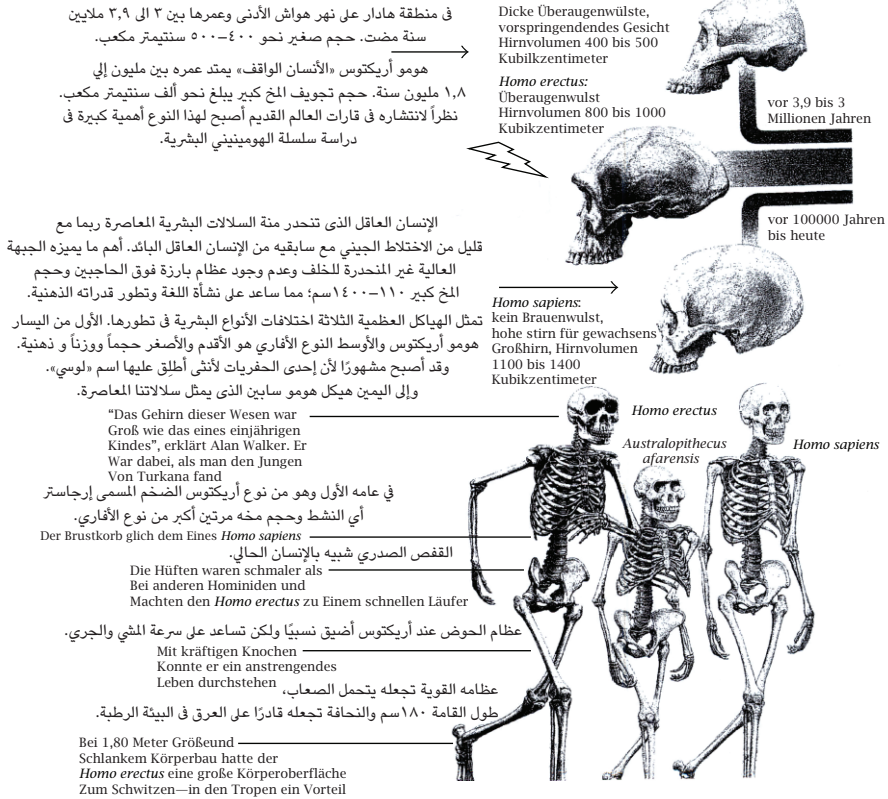 فى منطقة هادار على نهر هواش الأدنى وعمرها بين ٣ الى ٣,٩ ملايين
سنة مضت. حجم صغير نحو ٤٠٠–٥٠٠ سنتيمتر مكعب.
Dicke Überaugenwülste,
vorspringendendes Gesicht
Hirnvolumen 400 bis 500
Kubilkzentimeter
هومو أريكتوس «الأنسان الواقف» يمتد عمره بين مليون إلي
١,٨ مليون سنة. حجم تجويف المخ كبير يبلغ نحو ألف سنتيمتر مكعب.
نظراً لانتشاره فى قارات العالم القديم أصبح لهذا النوع أهمية كبيرة فى
دراسة سلسلة الهومينيني البشرية.
Homo erectus:
Überaugenwulst
Hirnvolumen 800 bis 1000
Kubikzentimeter
vor 3,9 bis 3
Millionen Jahren
vor 100000 Jahren
bis heute
الإنسان العاقل الذى تنحدر منة السلالات البشرية المعاصرة ربما مع
قليل من الاختلاط الجيني مع سابقيه من الإنسان العاقل البائد. أهم ما يميزه الجبهة
العالية غير المنحدرة للخلف وعدم وجود عظام بارزة فوق الحاجبين وحجم
المخ كبير ١١٠–١٤٠٠سم؛ مما ساعد على نشأة اللغة وتطور قدراته الذهنية.
Homo sapiens:
kein Brauenwulst,
hohe stirn für gewachsens
Großhirn, Hirnvolumen
1100 bis 1400
Kubikzentimeter
تمثل الهياكل العظمية الثلاثة اختلافات الأنواع البشرية فى تطورها. الأول من اليسار
هومو أريكتوس والأوسط النوع الأفاري هو الأقدم والأصغر حجماً ووزناً و ذهنية.
وقد أصبح مشهورًا لأن إحدى الحفريات لأنثى أطلِق عليها اسم «لوسي».
وإلى اليمين هيكل هومو سابين الذى يمثل سلالاتنا المعاصرة.
Homo erectus
Australopithecus
afarensis
Homo sapiens
“Das Gehirn dieser Wesen war
Groß wie das eines einjährigen
Kindes”, erklärt Alan Walker. Er
War dabei, als man den Jungen
Von Turkana fand
في عامه الأول وهو من نوع أريكتوس الضخم المسمى إرجاستر
أي النشط وحجم مخه مرتين أكبر من نوع الأفاري.
Der Brustkorb glich dem Eines Homo sapiens
القفص الصدري شبيه بالإنسان الحالي.
Die Hüften waren schmaler als
Bei anderen Hominiden und
Machten den Homo erectus zu Einem schnellen Läufer
عظام الحوض عند أريكتوس أضيق نسبيًا ولكن تساعد على سرعة المشي والجري.
Mit kräftigen Knochen
Konnte er ein anstrengendes
Leben durchstehen
عظامه القوية تجعله يتحمل الصعاب،
طول القامة ١٨٠سم والنحافة تجعله قادرًا على العرق فى البيئة الرطبة.
Bei 1,80 Meter Größeund
Schlankem Körperbau hatte der
Homo erectus eine große Körperoberfläche
Zum Schwitzen—in den Tropen ein Vorteil